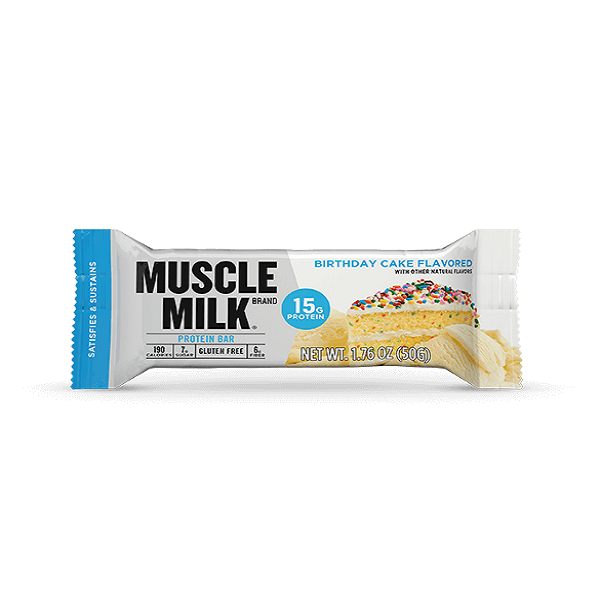 SATISFIES & SUSTAINS
MUSCLE
MILK®
BRAND
PROTEIN BAR
190
CALORIES
7G
SUGAR
GLUTEN FREE
6G
FIBER
15G
PROTEIN
BIRTHDAY CAKE FLAVORED
WITH OTHER NATURAL FLAVORS
NET WT. 1.76 OZ (50G)